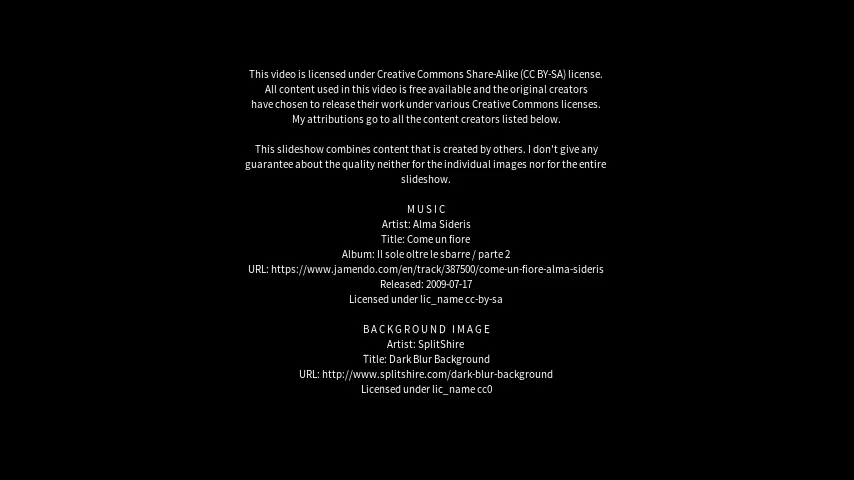 This video is licensed under Creative Commons Share-Alike (CC BY-SA) license.
All content used in this video is free available and the original creators
have chosen to release their work under various Creative Commons licenses.
My attributions go to all the content creators listed below.
This slideshow combines content that is created by others. I don't give any
guarantee about the quality neither for the individual images nor for the entire
slideshow.
MUSIC
Artist: Alma Sideris
Title: Come un fiore
Album: Il sole oltre le sbarre / parte 2
URL: https://www.jamendo.com/en/track/387500/come-un-fiore-alma-sideris
Released: 2009-07-17
Licensed under lic_name cc-by-sa
BACKGROUND IMAGE
Artist: SplitShire
Title: Dark Blur Background
URL: http://www.splitshire.com/dark-blur-background
Licensed under lic_name cc0